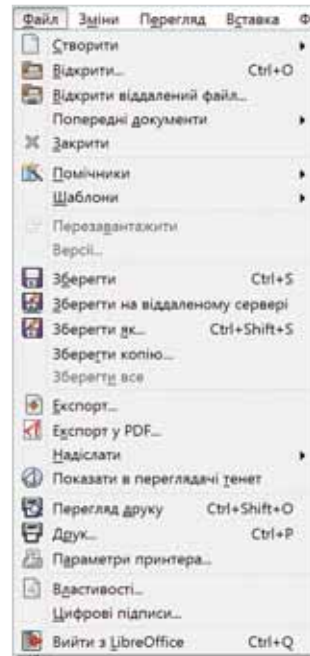 Файл Зміни Перегляд Вставка Ф
Створити
Відкрити... Ctrl+O
Відкрити віддалений файл...
Попередні документи
Закрити
Помічники
Шаблони
Перезавантажити
Версії...
Зберегти Ctrl+S
Зберегти на віддаленому сервері
Зберегти як... Ctrl+Shift+S
Зберегти копію...
Зберегти все
Експорт...
Експорт у PDF...
Надіслати
Показати в переглядачі тенет
Перегляд друку Ctrl+Shift+O
Друк... Ctrl+P
Параметри принтера...
Властивості...
Цифрові підписи...
Вийти з LibreOffice Ctrl+Q